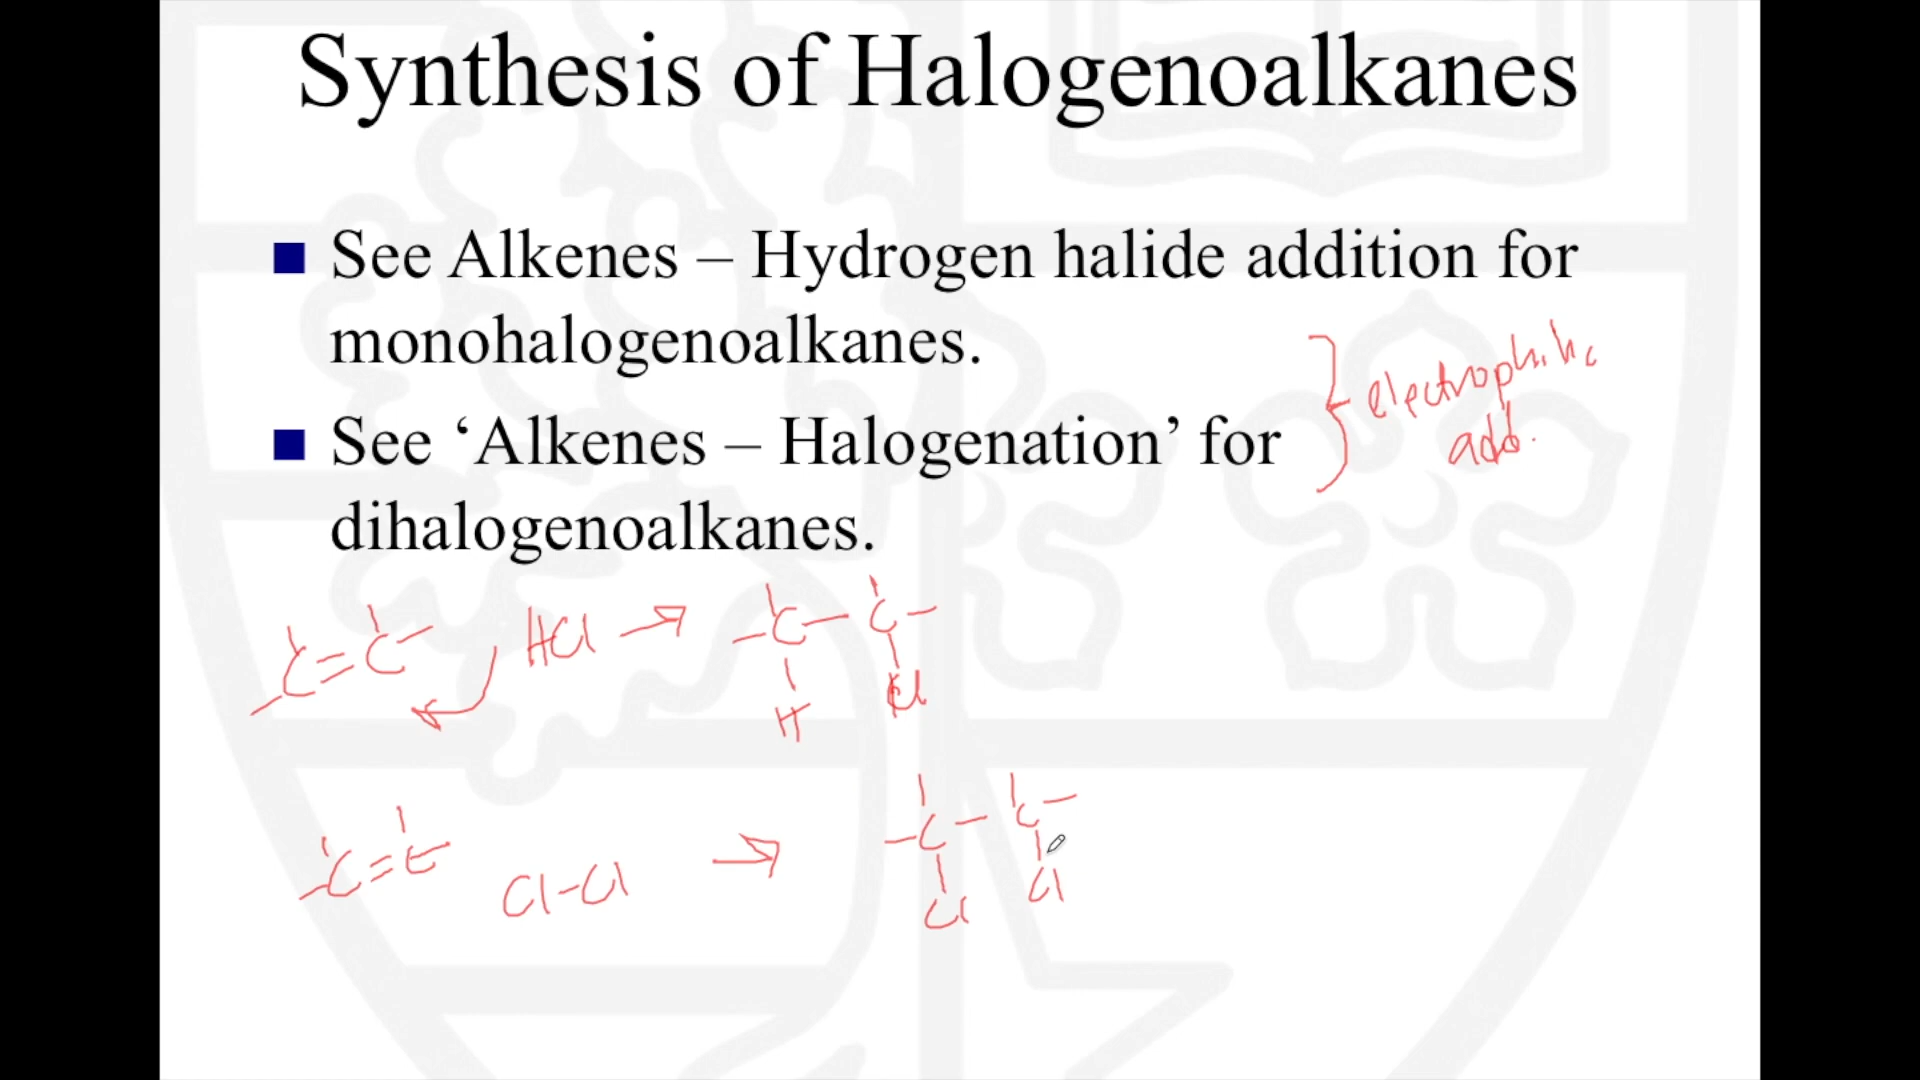 Synthesis of Halogenoalkanes
■ See Alkenes – Hydrogen halide addition for
monohalogenoalkanes.
■ See ‘Alkenes – Halogenation’ for
dihalogenoalkanes.
electrophilic
add.
C=C HCl → C–C
H Cl
C=C Cl–Cl → C–C
Cl Cl